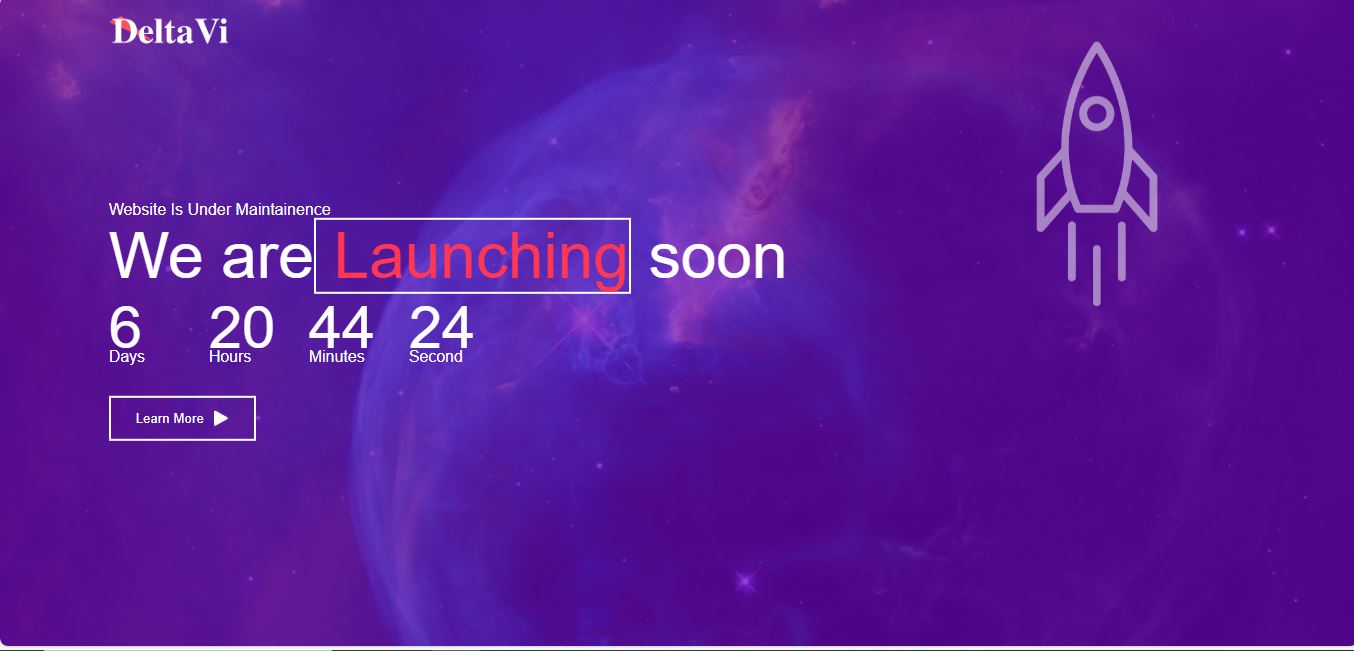 DeltaVi
Website Is Under Maintainence
We are Launching soon
6 20 44 24
Days Hours Minutes Second
Learn More